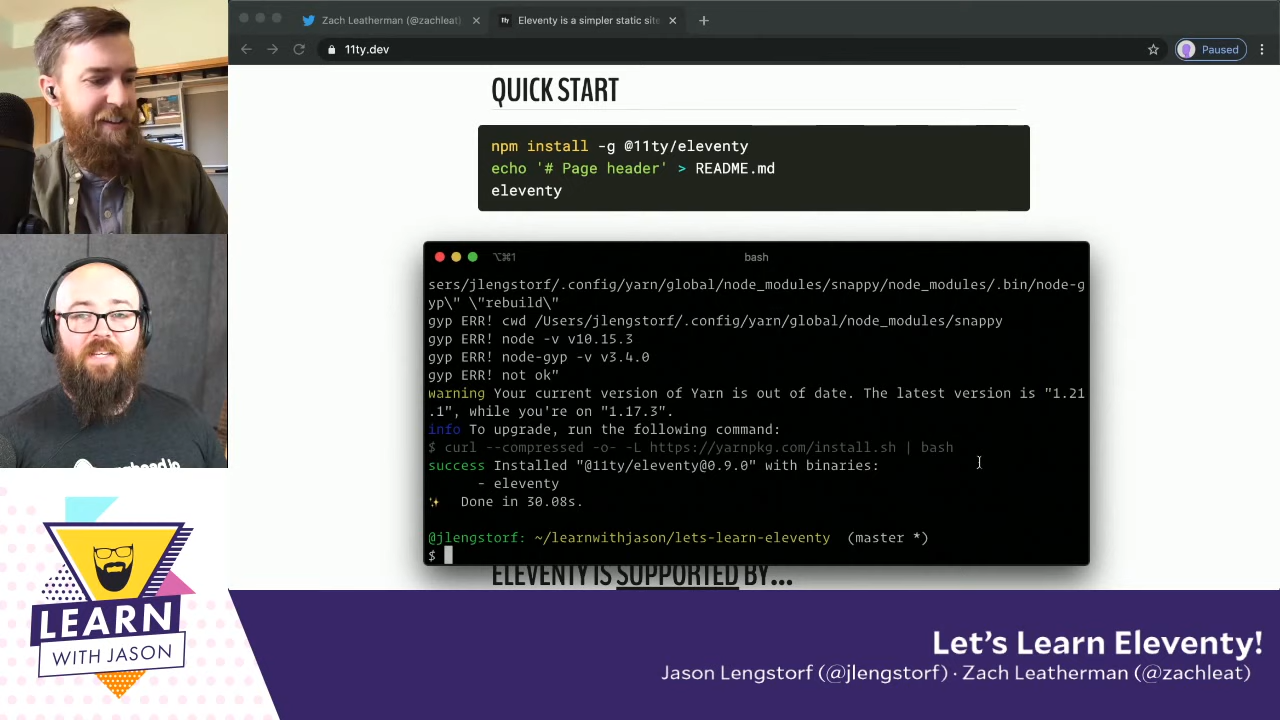 Zach Leatherman (@zachleat)
Eleventy is a simpler static site
11ty.dev
Paused
QUICK START
npm install -g @11ty/eleventy
echo '# Page header' > README.md
eleventy
⌥⌘1
bash
sers/jlengstorf/.config/yarn/global/node_modules/snappy/node_modules/.bin/node-g
yp\" \"rebuild\"
gyp ERR! cwd /Users/jlengstorf/.config/yarn/global/node_modules/snappy
gyp ERR! node -v v10.15.3
gyp ERR! node-gyp -v v3.4.0
gyp ERR! not ok"
warning Your current version of Yarn is out of date. The latest version is "1.21
.1", while you're on "1.17.3".
info To upgrade, run the following command:
$ curl --compressed -o- -L https://yarnpkg.com/install.sh | bash
success Installed "@11ty/eleventy@0.9.0" with binaries:
- eleventy
✨ Done in 30.08s.
@jlengstorf: ~/learnwithjason/lets-learn-eleventy (master *)
$
ELEVENTY IS SUPPORTED BY...
LEARN
WITH JASON
Let's Learn Eleventy!
Jason Lengstorf (@jlengstorf) · Zach Leatherman (@zachleat)